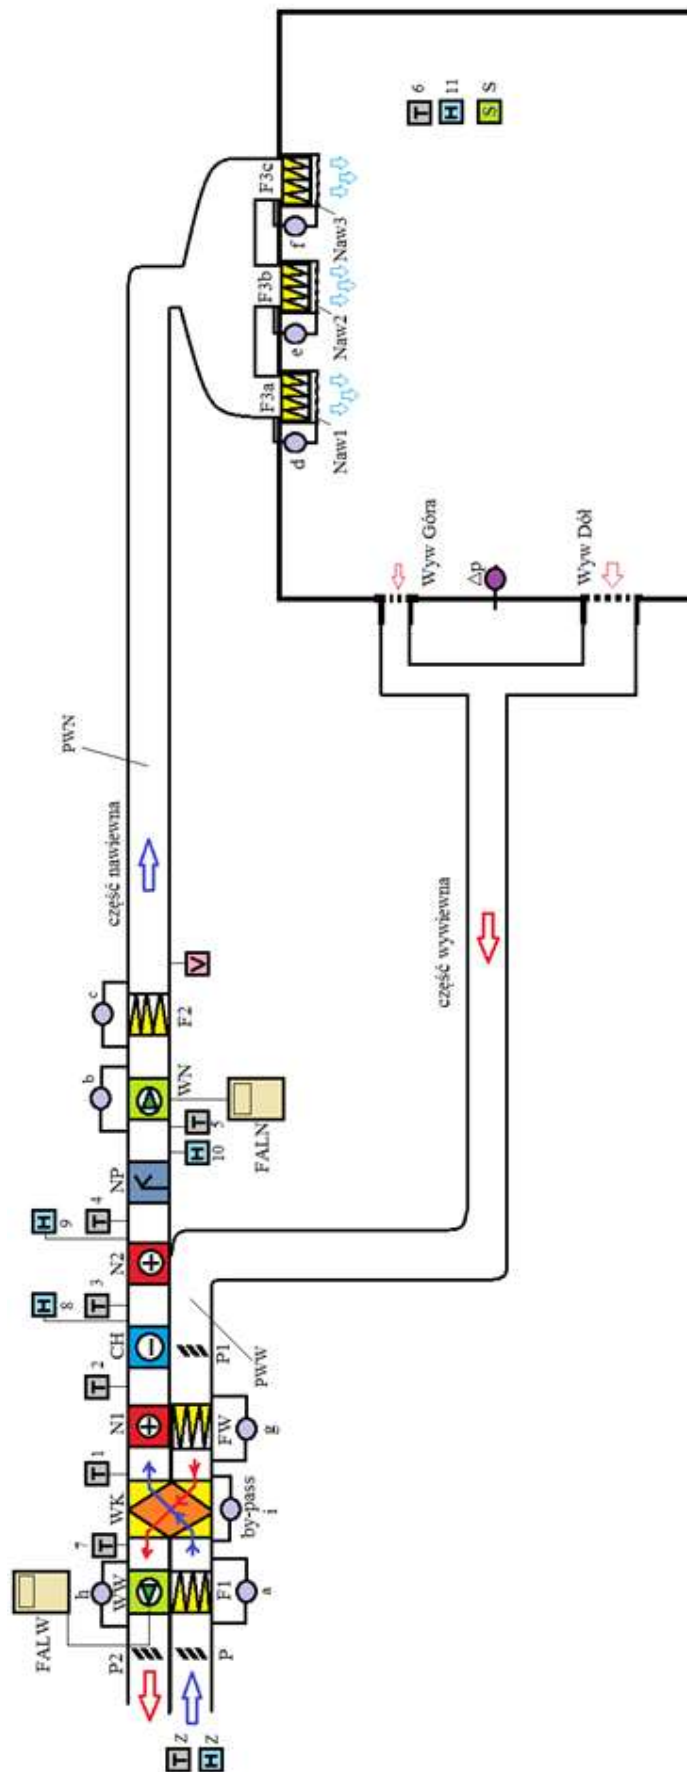 FALW
P2
h
WW
7
T
WK
T
1
N1
T
2
CH
H
8
T
3
N2
H
9
T
4
NP
b
c
część nawiewna
PWN
T Z
H Z
P
F1
a
by-pass
i
FW
g
P1
PWW
H
10
T
5
WN
FALN
F2
V
część wywiewna
F3a
F3b
F3c
d
e
f
Naw1
Naw2
Naw3
T 6
H 11
S S
Wyw Góra
Δp
Wyw Dół